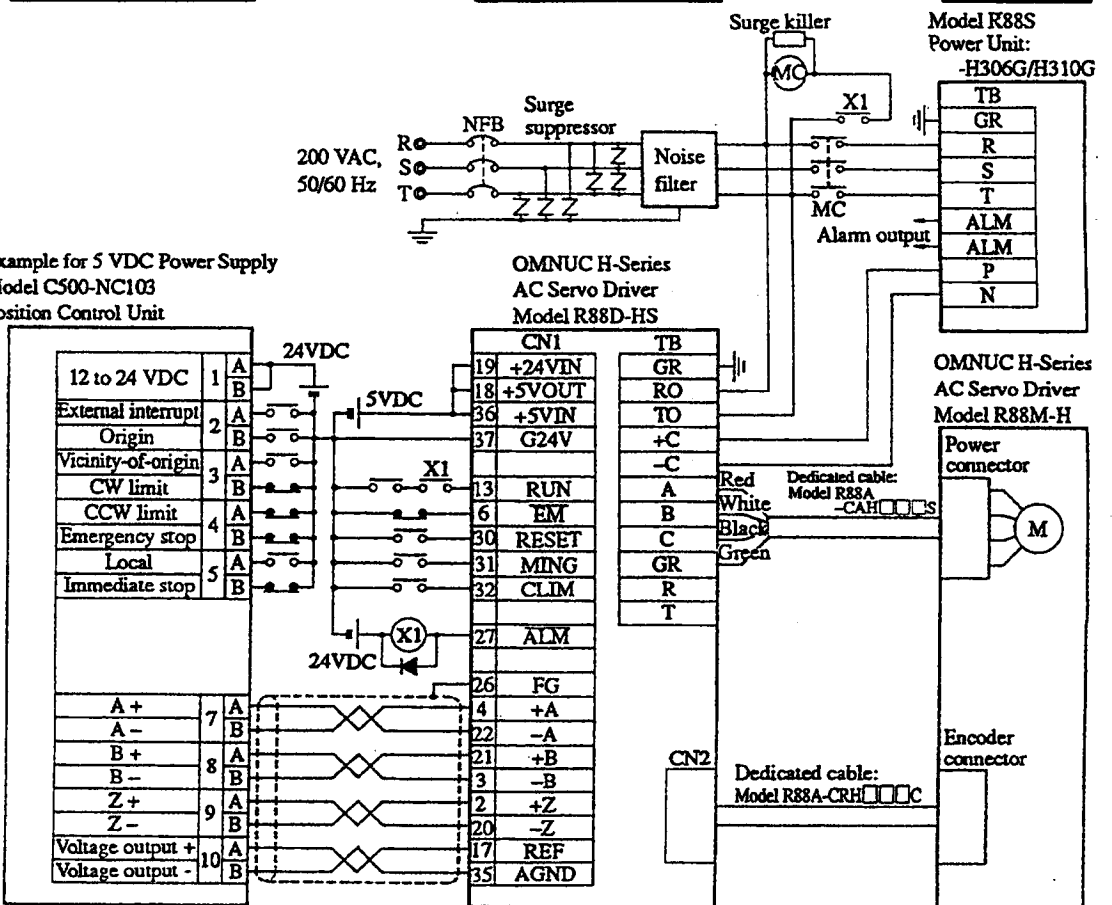 Surge killer
Model R88S
Power Unit:
-H306G/H310G
MC
X1
TB
GR
R
S
T
ALM
ALM
P
N
Surge
suppressor
NFB
R
S
T
200 VAC,
50/60 Hz
Noise
filter
MC
Alarm output
xample for 5 VDC Power Supply
odel C500-NC103
osition Control Unit
OMNUC H-Series
AC Servo Driver
Model R88D-HS
OMNUC H-Series
AC Servo Driver
Model R88M-H
24VDC
12 to 24 VDC 1 A
B
External interrupt 2 A
Origin B
Vicinity-of-origin 3 A
CW limit B
CCW limit 4 A
Emergency stop B
Local 5 A
Immediate stop B
A + 7 A
A − B
B + 8 A
B − B
Z + 9 A
Z − B
Voltage output + 10 A
Voltage output - B
5VDC
X1
X1
24VDC
CN1
19 +24VIN
18 +5VOUT
36 +5VIN
37 G24V
13 RUN
6 EM
30 RESET
31 MING
32 CLIM
27 ALM
26 FG
4 +A
22 −A
21 +B
3 −B
2 +Z
20 −Z
17 REF
35 AGND
TB
GR
RO
TO
+C
−C
A
B
C
GR
R
T
CN2
Red
White
Black
Green
Dedicated cable:
Model R88A
-CAH□□□S
Dedicated cable:
Model R88A-CRH□□□C
Power
connector
M
Encoder
connector